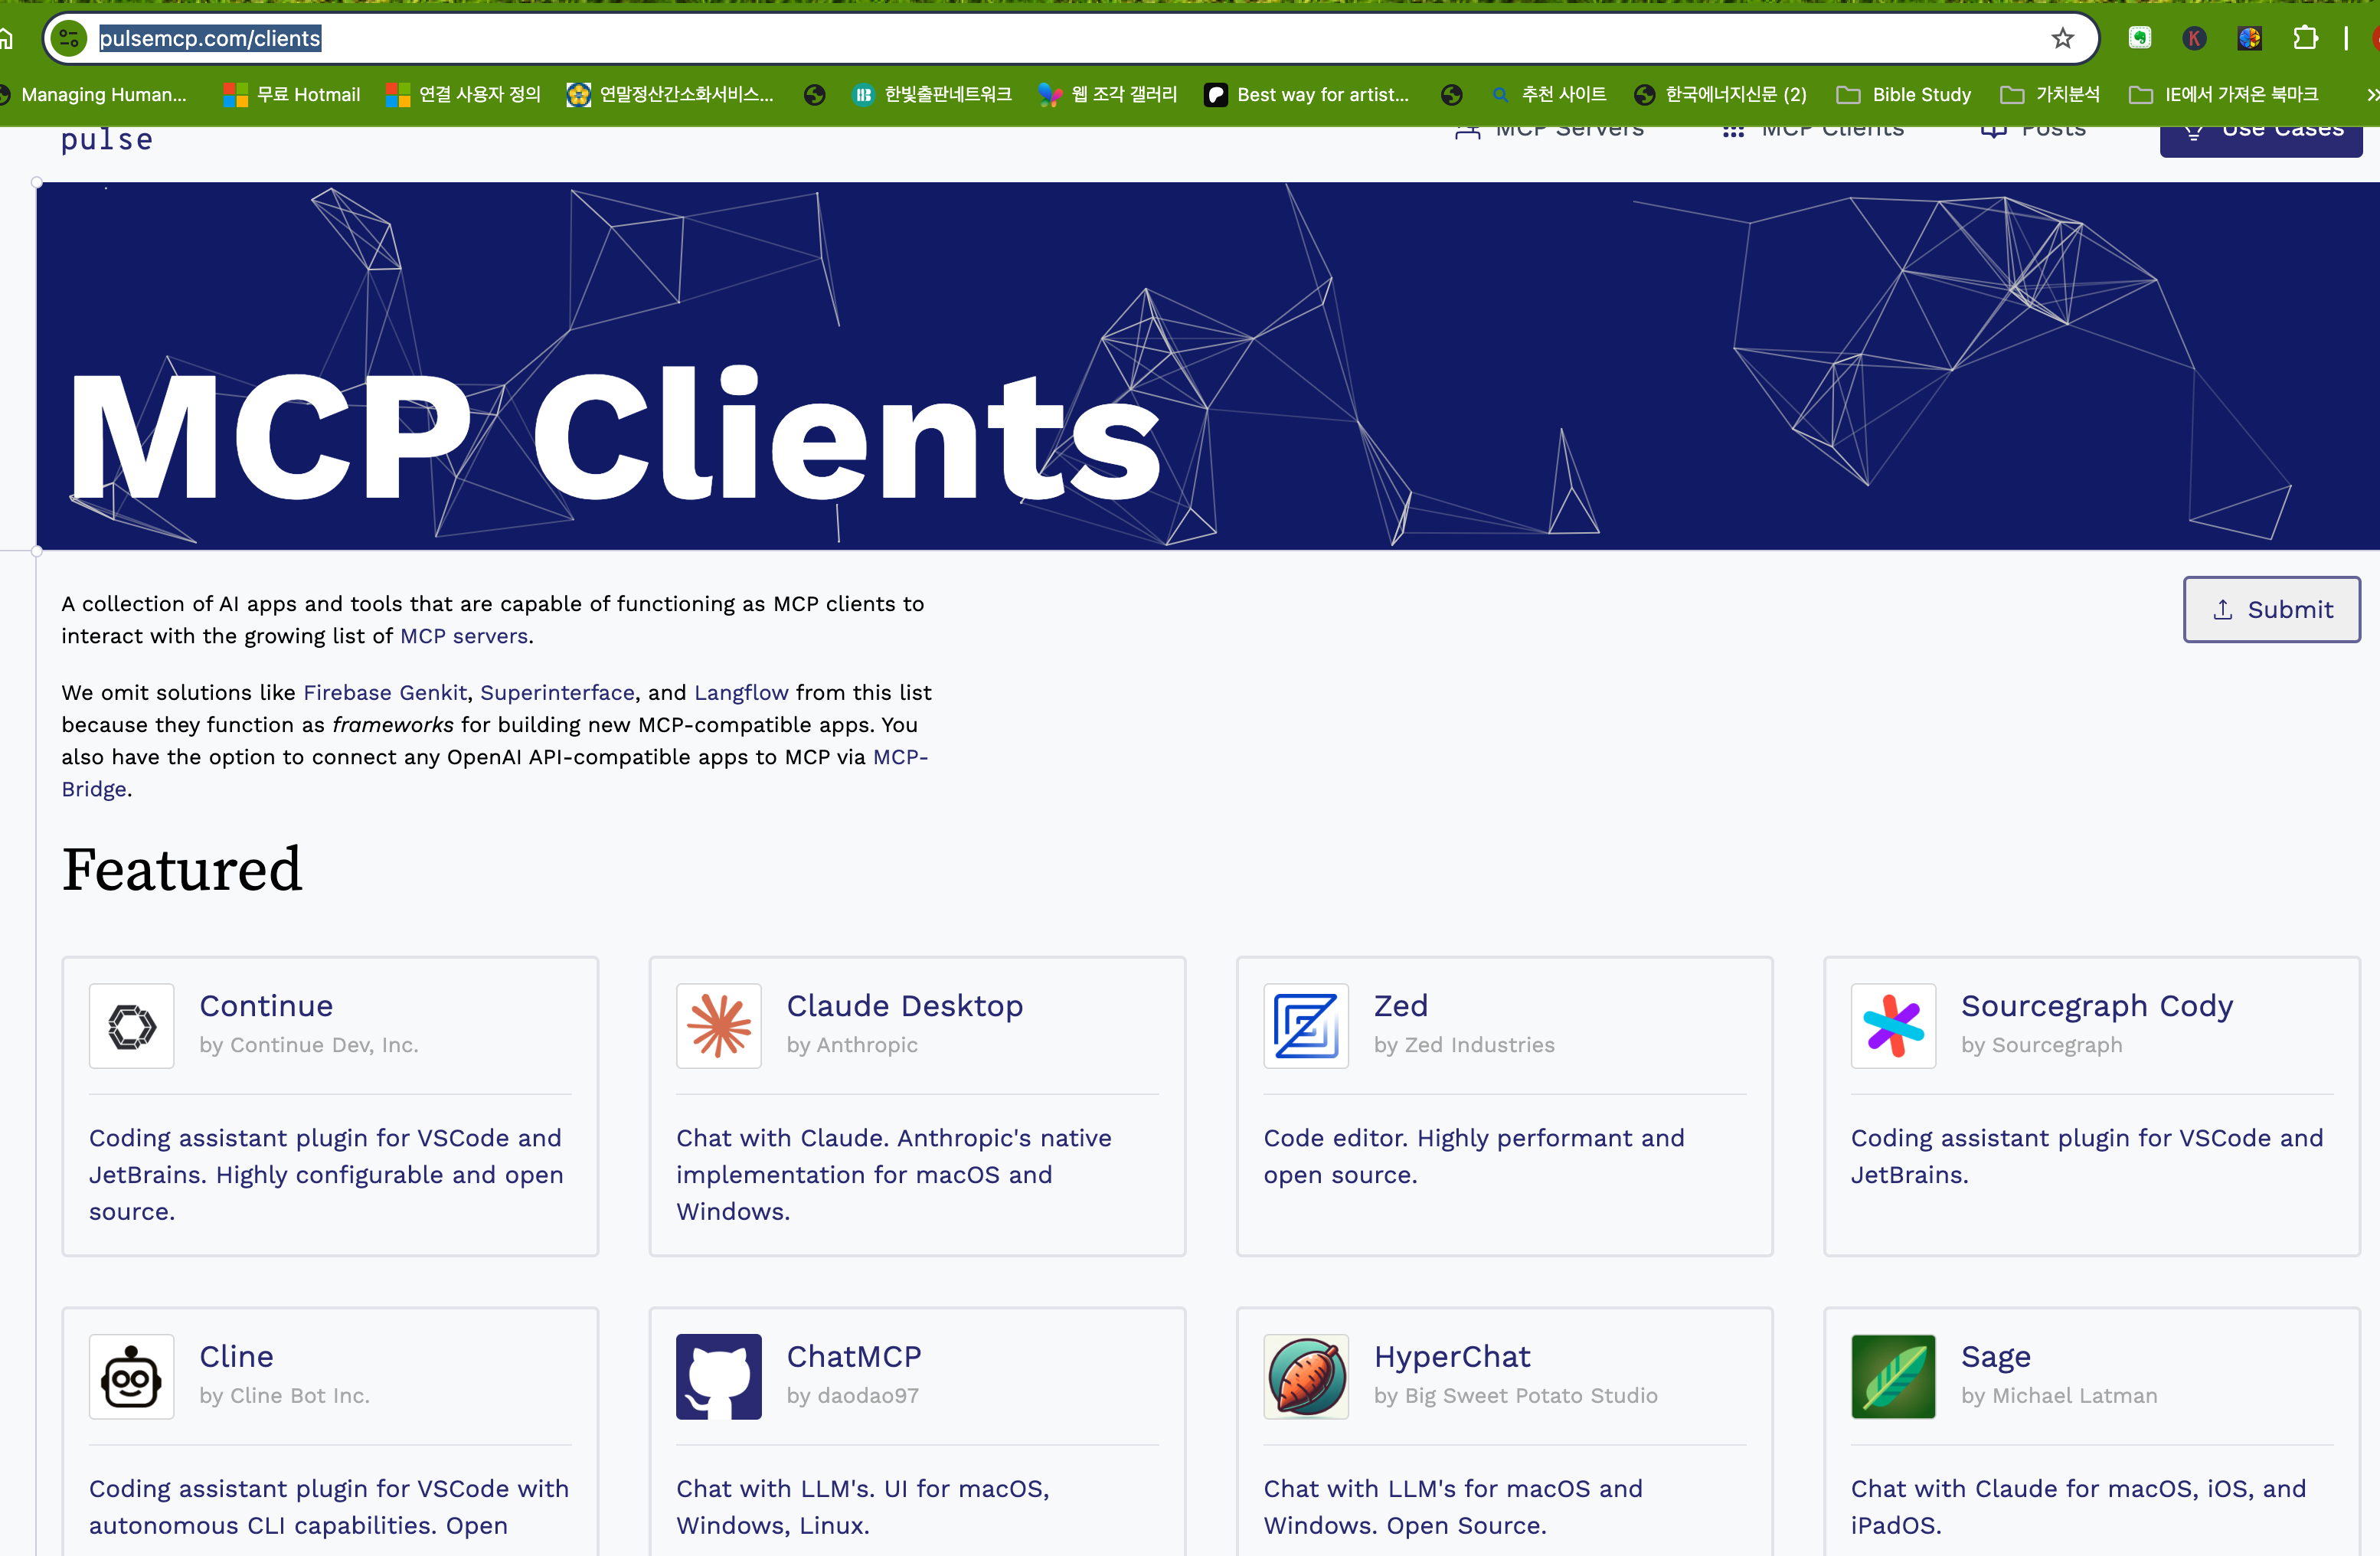 pulsemcp.com/clients
Managing Human...
무료 Hotmail
연결 사용자 정의
연말정산간소화서비스...
한빛출판네트워크
웹 조각 갤러리
Best way for artist...
추천 사이트
한국에너지신문 (2)
Bible Study
가치분석
IE에서 가져온 북마크
pulse
MCP Servers
MCP Clients
Posts
Use Cases
MCP Clients
A collection of AI apps and tools that are capable of functioning as MCP clients to
interact with the growing list of MCP servers.
Submit
We omit solutions like Firebase Genkit, Superinterface, and Langflow from this list
because they function as frameworks for building new MCP-compatible apps. You
also have the option to connect any OpenAI API-compatible apps to MCP via MCP-
Bridge.
Featured
Continue
by Continue Dev, Inc.
Coding assistant plugin for VSCode and
JetBrains. Highly configurable and open
source.
Claude Desktop
by Anthropic
Chat with Claude. Anthropic's native
implementation for macOS and
Windows.
Zed
by Zed Industries
Code editor. Highly performant and
open source.
Sourcegraph Cody
by Sourcegraph
Coding assistant plugin for VSCode and
JetBrains.
Cline
by Cline Bot Inc.
Coding assistant plugin for VSCode with
autonomous CLI capabilities. Open
ChatMCP
by daodao97
Chat with LLM's. UI for macOS,
Windows, Linux.
HyperChat
by Big Sweet Potato Studio
Chat with LLM's for macOS and
Windows. Open Source.
Sage
by Michael Latman
Chat with Claude for macOS, iOS, and
iPadOS.